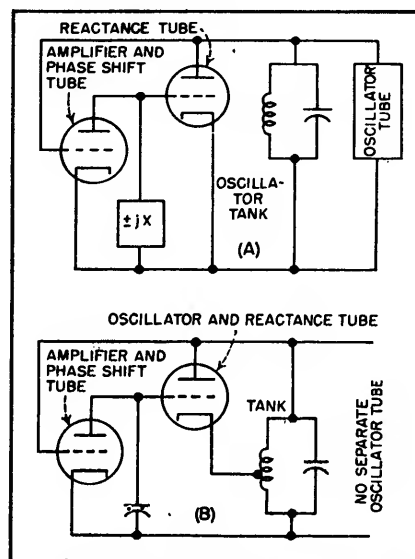 REACTANCE TUBE
AMPLIFIER AND
PHASE SHIFT
TUBE
±jX
OSCILLA-
TOR
TANK
OSCILLATOR
TUBE
(A)
OSCILLATOR AND REACTANCE TUBE
AMPLIFIER AND
PHASE SHIFT
TUBE
TANK
NO SEPARATE
OSCILLATOR TUBE
(B)